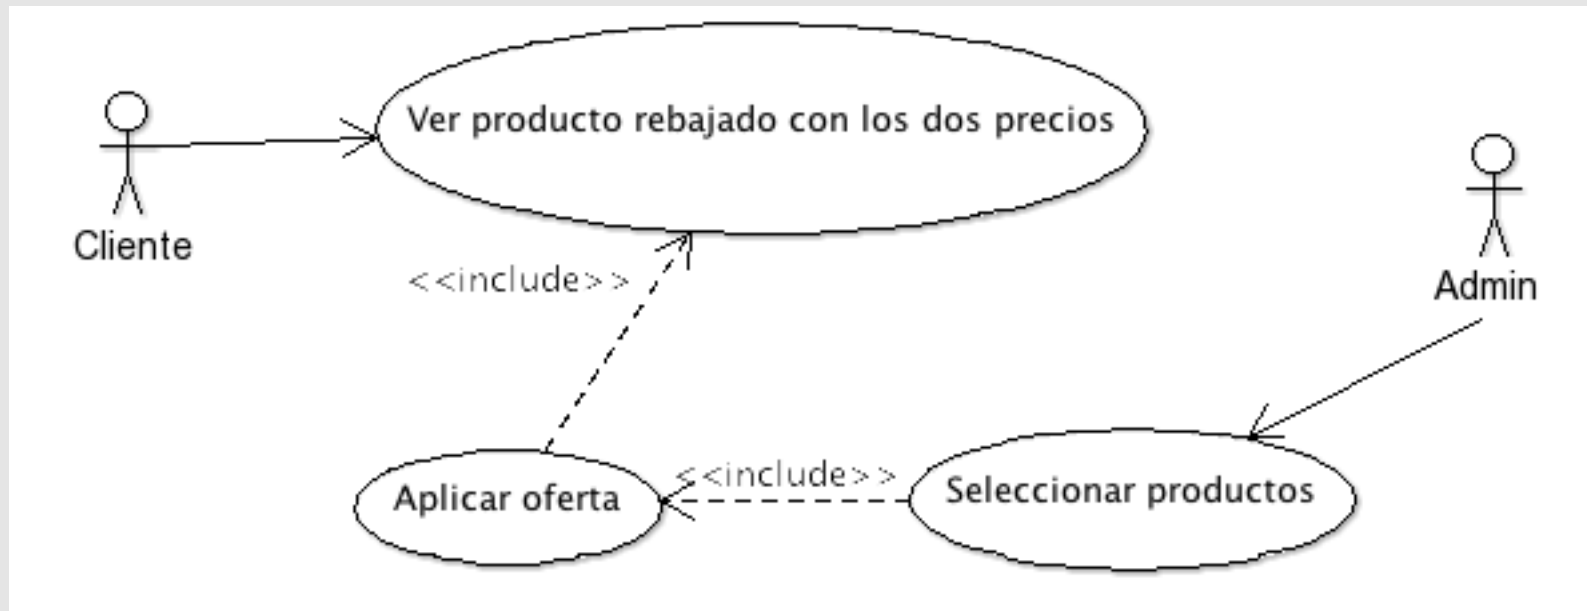 Ver producto rebajado con los dos precios
Cliente
<<include>>
Admin
<<include>>
Seleccionar productos
Aplicar oferta